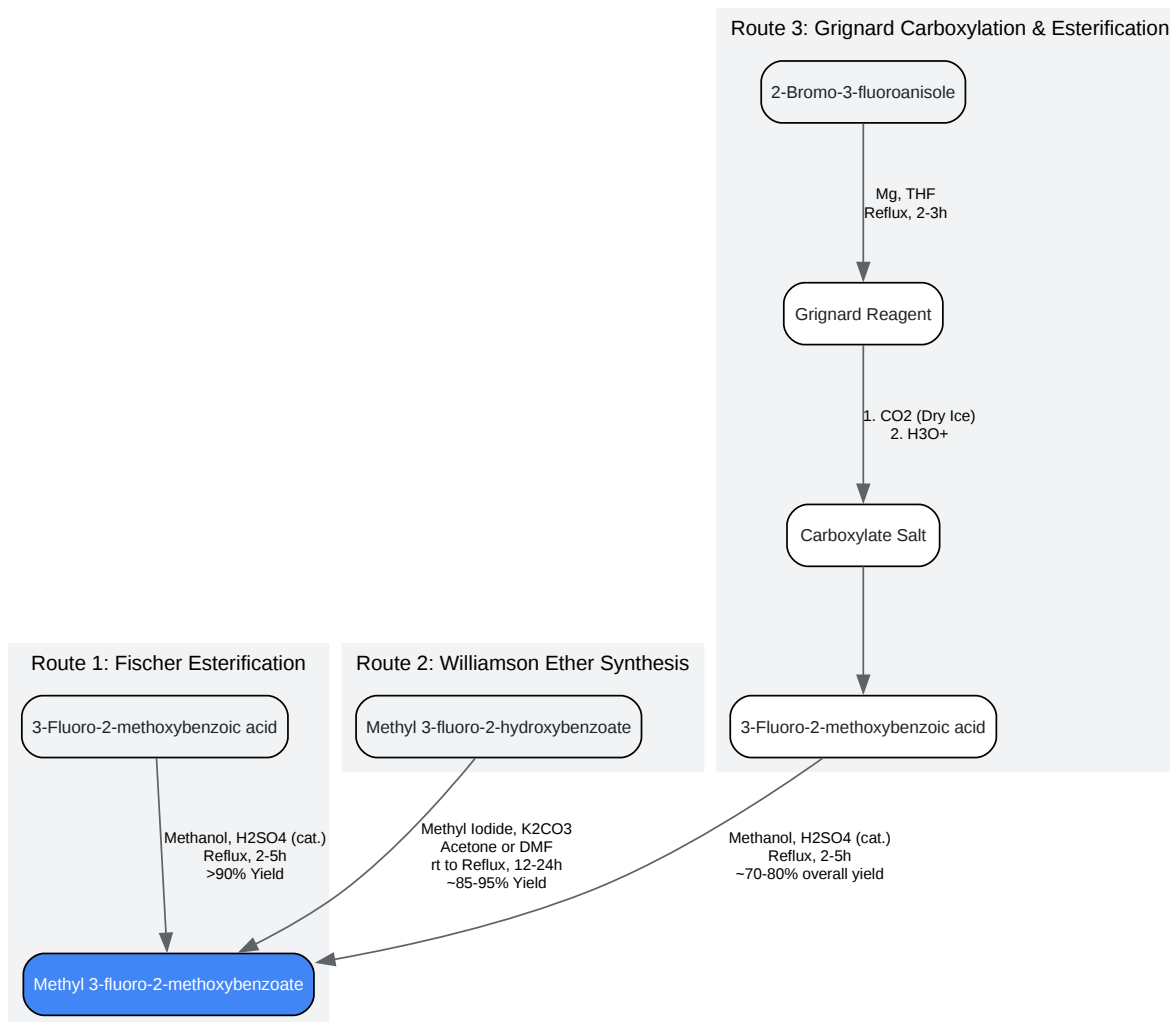 Route 3: Grignard Carboxylation & Esterification
2-Bromo-3-fluoroanisole
Mg, THF
Reflux, 2-3h
Grignard Reagent
1. CO2 (Dry Ice)
2. H3O+
Carboxylate Salt
Route 1: Fischer Esterification
Route 2: Williamson Ether Synthesis
3-Fluoro-2-methoxybenzoic acid
Methyl 3-fluoro-2-hydroxybenzoate
3-Fluoro-2-methoxybenzoic acid
Methanol, H2SO4 (cat.)
Reflux, 2-5h
>90% Yield
Methyl Iodide, K2CO3
Acetone or DMF
rt to Reflux, 12-24h
~85-95% Yield
Methanol, H2SO4 (cat.)
Reflux, 2-5h
~70-80% overall yield
Methyl 3-fluoro-2-methoxybenzoate